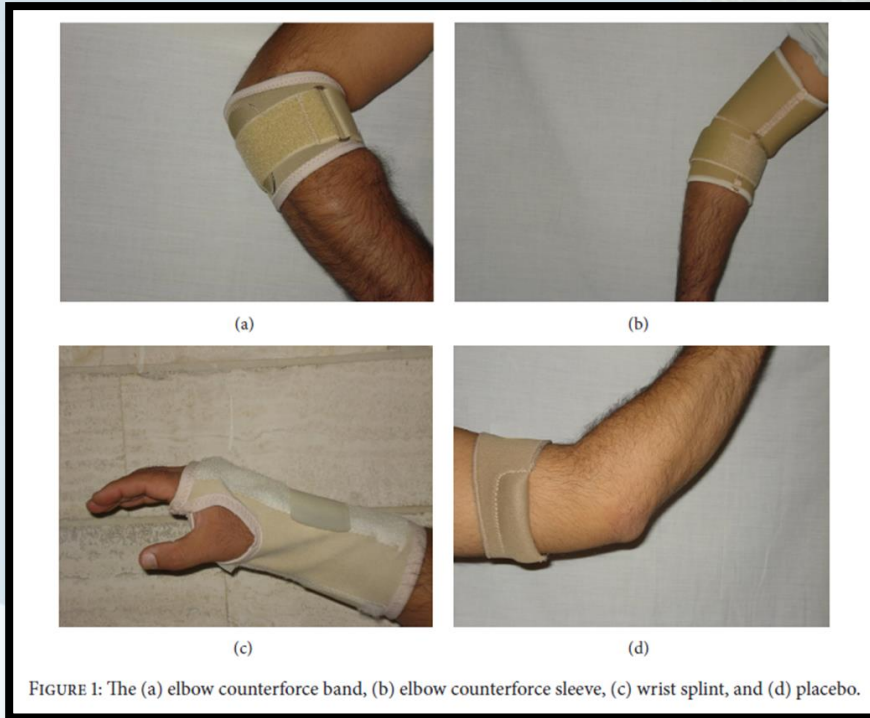 (a)
(b)
(c)
(d)
FIGURE 1: The (a) elbow counterforce band, (b) elbow counterforce sleeve, (c) wrist splint, and (d) placebo.